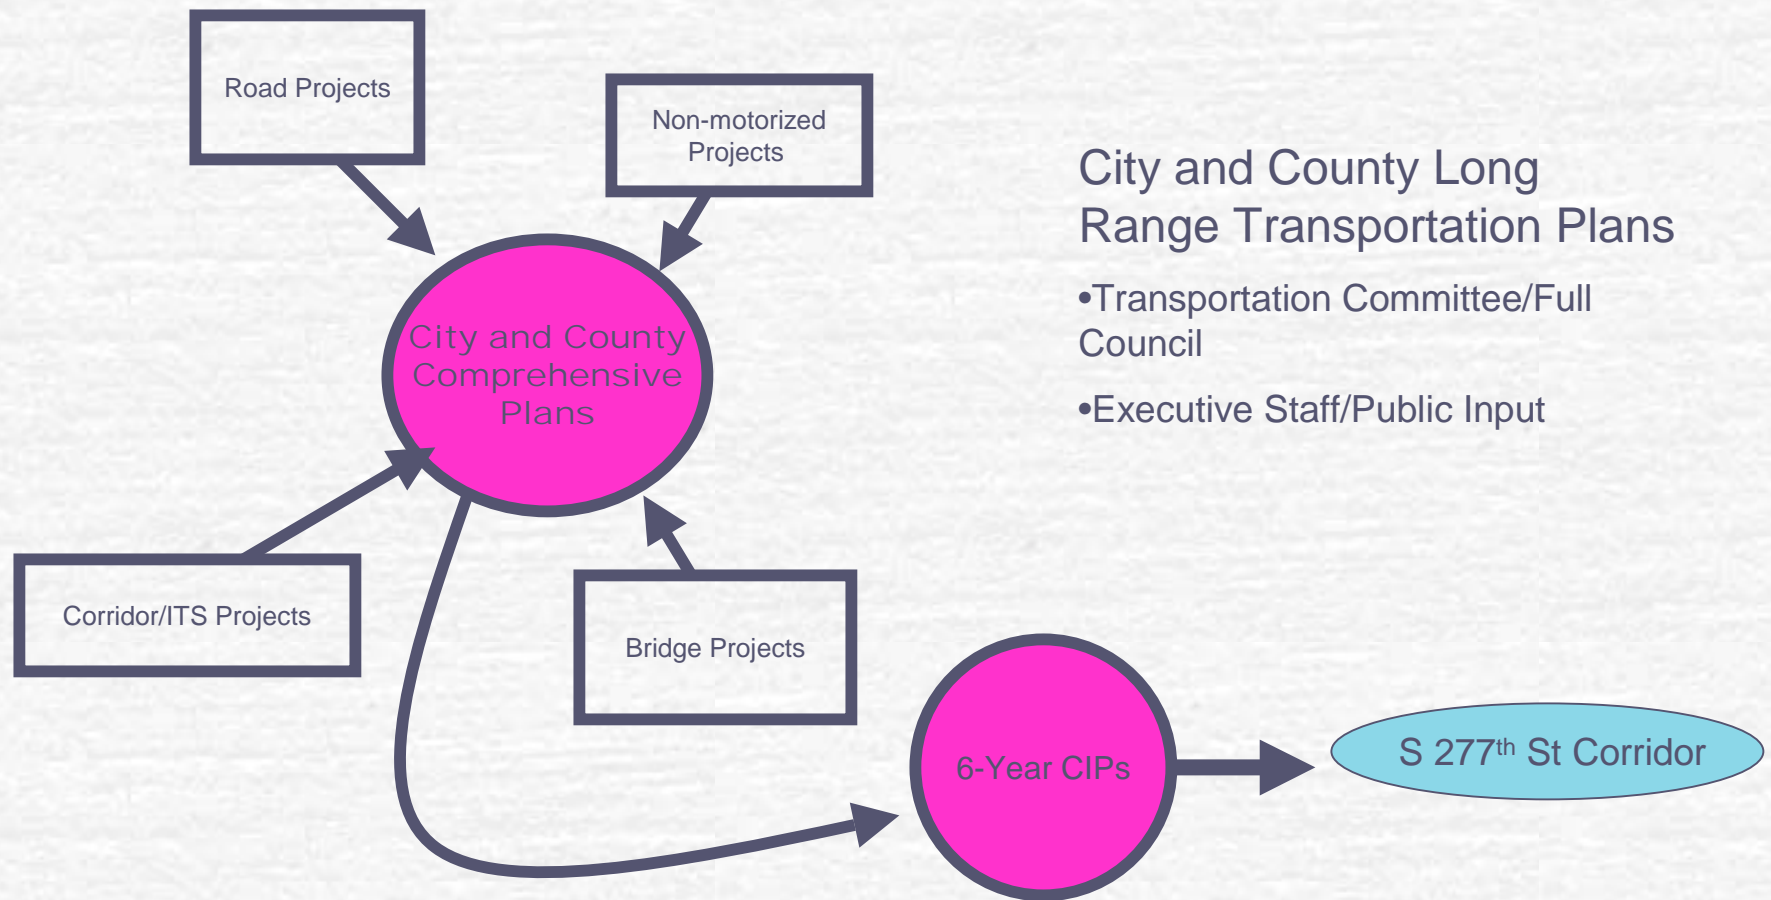 Road Projects
Non-motorized
Projects
City and County Long
Range Transportation Plans
•Transportation Committee/Full
Council
•Executive Staff/Public Input
City and County
Comprehensive
Plans
Corridor/ITS Projects
Bridge Projects
6-Year CIPs
S 277th St Corridor